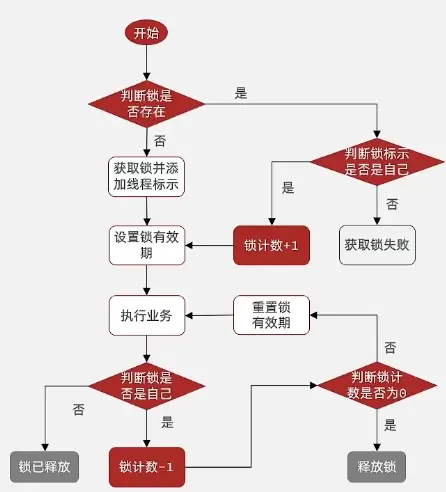 开始
判断锁是
否存在
是
否
判断锁标示
是否是自己
获取锁并添
加线程标示
是
否
设置锁有效
期
锁计数+1
获取锁失败
执行业务
重置锁
有效期
否
判断锁是
否是自己
判断锁计
数是否为0
否
是
是
锁已释放
锁计数-1
释放锁